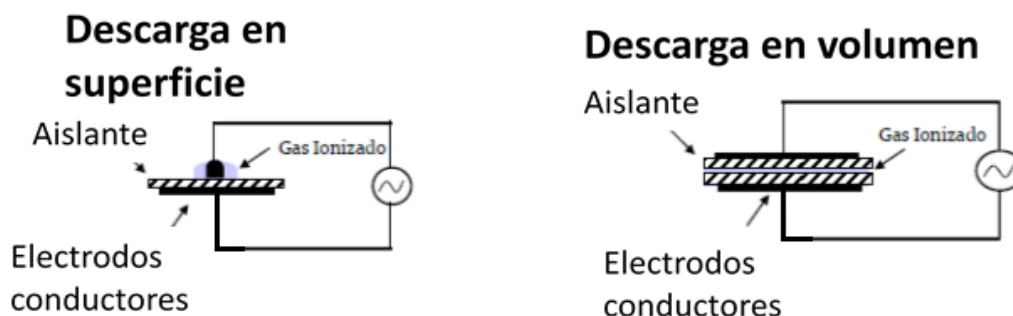 Descarga en
superficie
Aislante
Gas Ionizado
Electrodos
conductores
Descarga en volumen
Aislante
Gas Ionizado
Electrodos
conductores